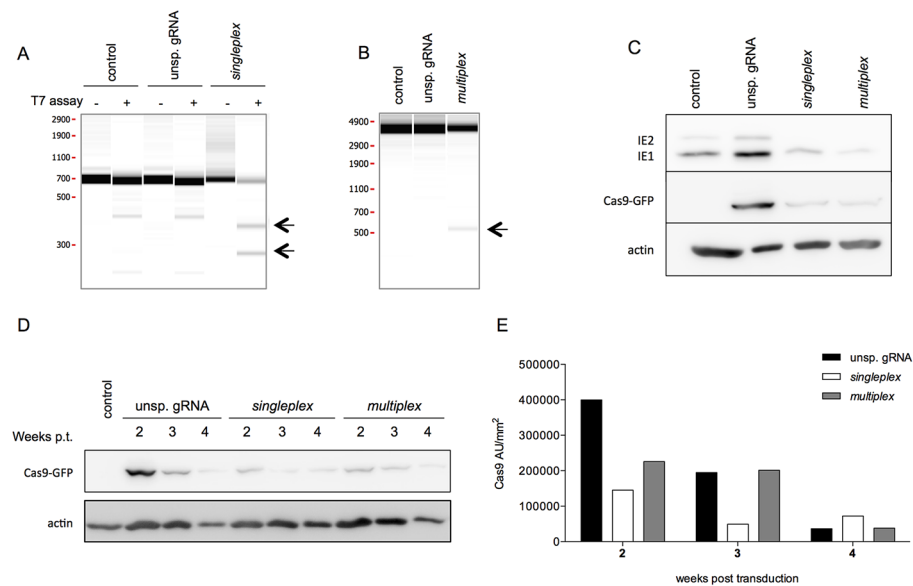 A
control
unsp. gRNA
singleplex
T7 assay - + - + - +
2900
1900
1100
700
500
300
B
control
unsp. gRNA
multiplex
4900
2900
1900
1100
700
500
C
control
unsp. gRNA
singleplex
multiplex
IE2
IE1
Cas9-GFP
actin
D
control
unsp. gRNA singleplex multiplex
Weeks p.t. 2 3 4 2 3 4 2 3 4
Cas9-GFP
actin
E
unsp. gRNA
singleplex
multiplex
Cas9 AU/mm²
500000
400000
300000
200000
100000
0
2 3 4
weeks post transduction